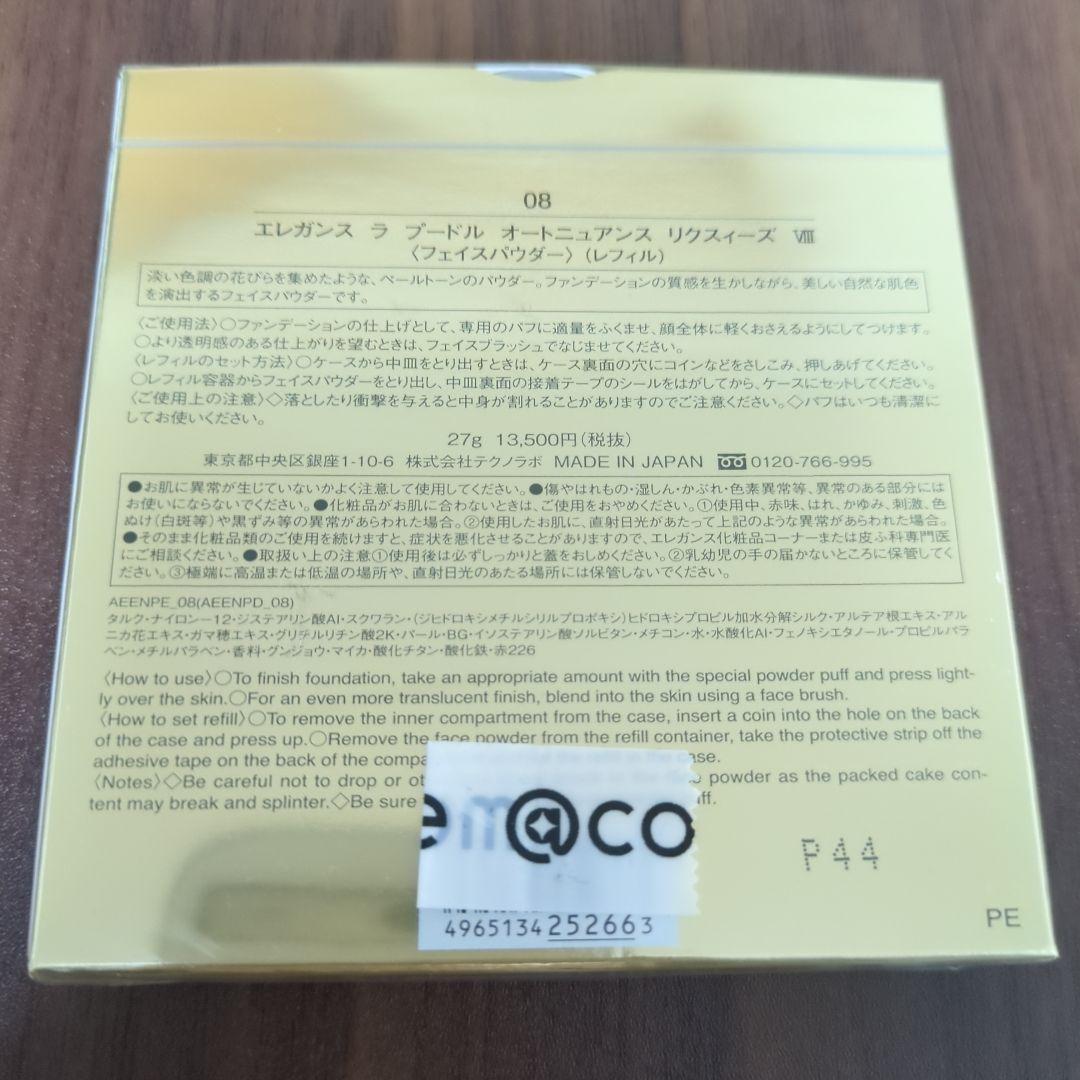 08
エレガンス ラ プードル オートニュアンス リクスィーズ Ⅷ
〈フェイスパウダー〉(レフィル)
淡い色調の花びらを集めたような、ペールトーンのパウダー。ファンデーションの質感を生かしながら、美しい自然な肌色
を演出するフェイスパウダーです。
〈ご使用法〉○ファンデーションの仕上げとして、専用のパフに適量をふくませ、顔全体に軽くおさえるようにしてつけます。
○より透明感のある仕上がりを望むときは、フェイスブラッシュでなじませてください。
〈レフィルのセット方法〉○ケースから中皿をとり出すときは、ケース裏面の穴にコインなどをさしこみ、押しあげてください。
○レフィル容器からフェイスパウダーをとり出し、中皿裏面の接着テープのシールをはがしてから、ケースにセットしてください。
〈ご使用上の注意〉◇落としたり衝撃を与えると中身が割れることがありますのでご注意ください。◇パフはいつも清潔に
してお使いください。
27g 13,500円(税抜)
東京都中央区銀座1-10-6 株式会社テクノラボ MADE IN JAPAN 0120-766-995
●お肌に異常が生じていないかよく注意して使用してください。●傷やはれもの・湿しん・かぶれ・色素異常等、異常のある部分には
お使いにならないでください。●化粧品がお肌に合わないときは、ご使用をおやめください。①使用中、赤味、はれ、かゆみ、刺激、色
ぬけ(白斑等)や黒ずみ等の異常があらわれた場合。②使用したお肌に、直射日光があたって上記のような異常があらわれた場合。
●そのまま化粧品類のご使用を続けますと、症状を悪化させることがありますので、エレガンス化粧品コーナーまたは皮ふ科専門医
にご相談ください。●取扱い上の注意①使用後は必ずしっかりと蓋をおしめください。②乳幼児の手の届かないところに保管してく
ださい。③極端に高温または低温の場所や、直射日光のあたる場所には保管しないでください。
AEENPE_08(AEENPD_08)
タルク・ナイロン-12・ジステアリン酸Al・スクワラン・(ジヒドロキシメチルシリルプロポキシ)ヒドロキシプロピル加水分解シルク・アルテア根エキス・アル
ニカ花エキス・ガマ穂エキス・グリチルリチン酸2K・パール・BG・イソステアリン酸ソルビタン・メチコン・水・水酸化Al・フェノキシエタノール・プロピルパラ
ベン・メチルパラベン・香料・グンジョウ・マイカ・酸化チタン・酸化鉄・赤226
〈How to use〉○To finish foundation, take an appropriate amount with the special powder puff and press light-
ly over the skin.○For an even more translucent finish, blend into the skin using a face brush.
〈How to set refill〉○To remove the inner compartment from the case, insert a coin into the hole on the back
of the case and press up.○Remove the face powder from the refill container, take the protective strip off the
adhesive tape on the back of the compa case.
〈Notes〉◇Be careful not to drop or ot powder as the packed cake con-
tent may break and splinter.◇Be sure
e @co
P44
4965134252663
PE